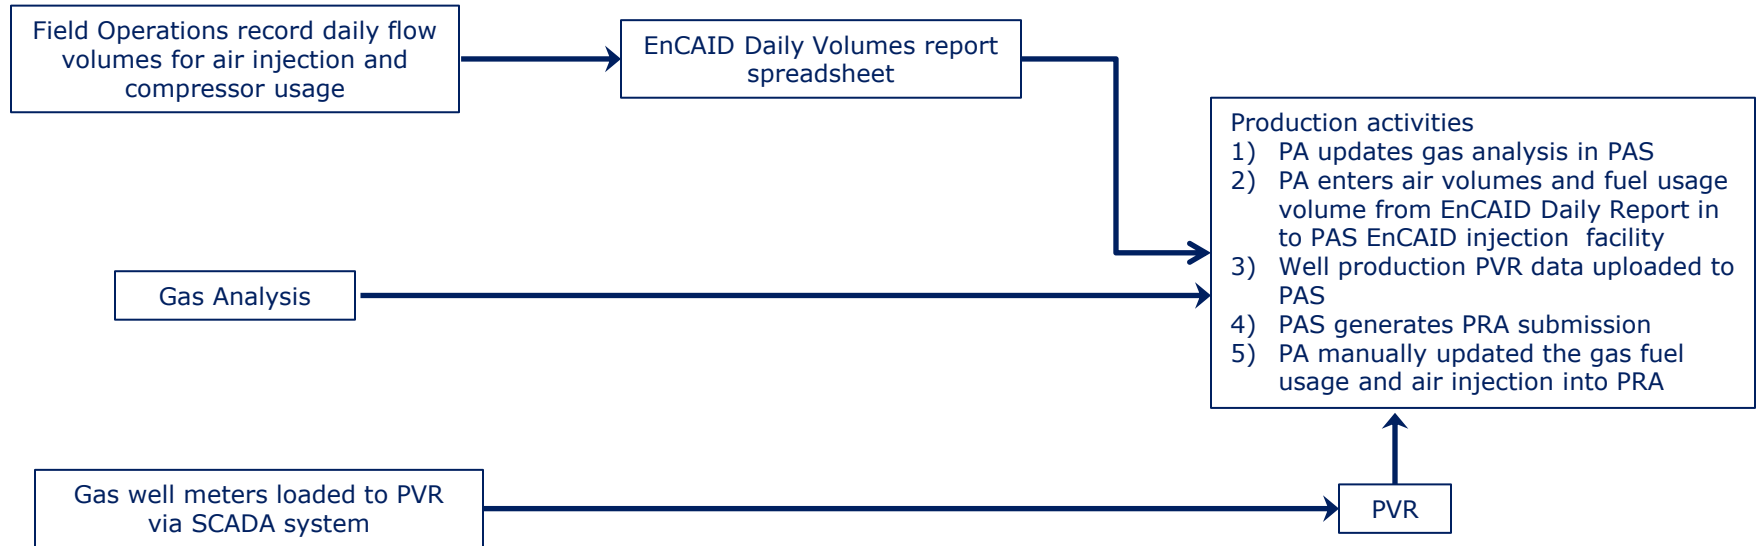 Field Operations record daily flow
volumes for air injection and
compressor usage
EnCAID Daily Volumes report
spreadsheet
Production activities
1) PA updates gas analysis in PAS
2) PA enters air volumes and fuel usage
volume from EnCAID Daily Report in
to PAS EnCAID injection facility
3) Well production PVR data uploaded to
PAS
4) PAS generates PRA submission
5) PA manually updated the gas fuel
usage and air injection into PRA
Gas Analysis
Gas well meters loaded to PVR
via SCADA system
PVR